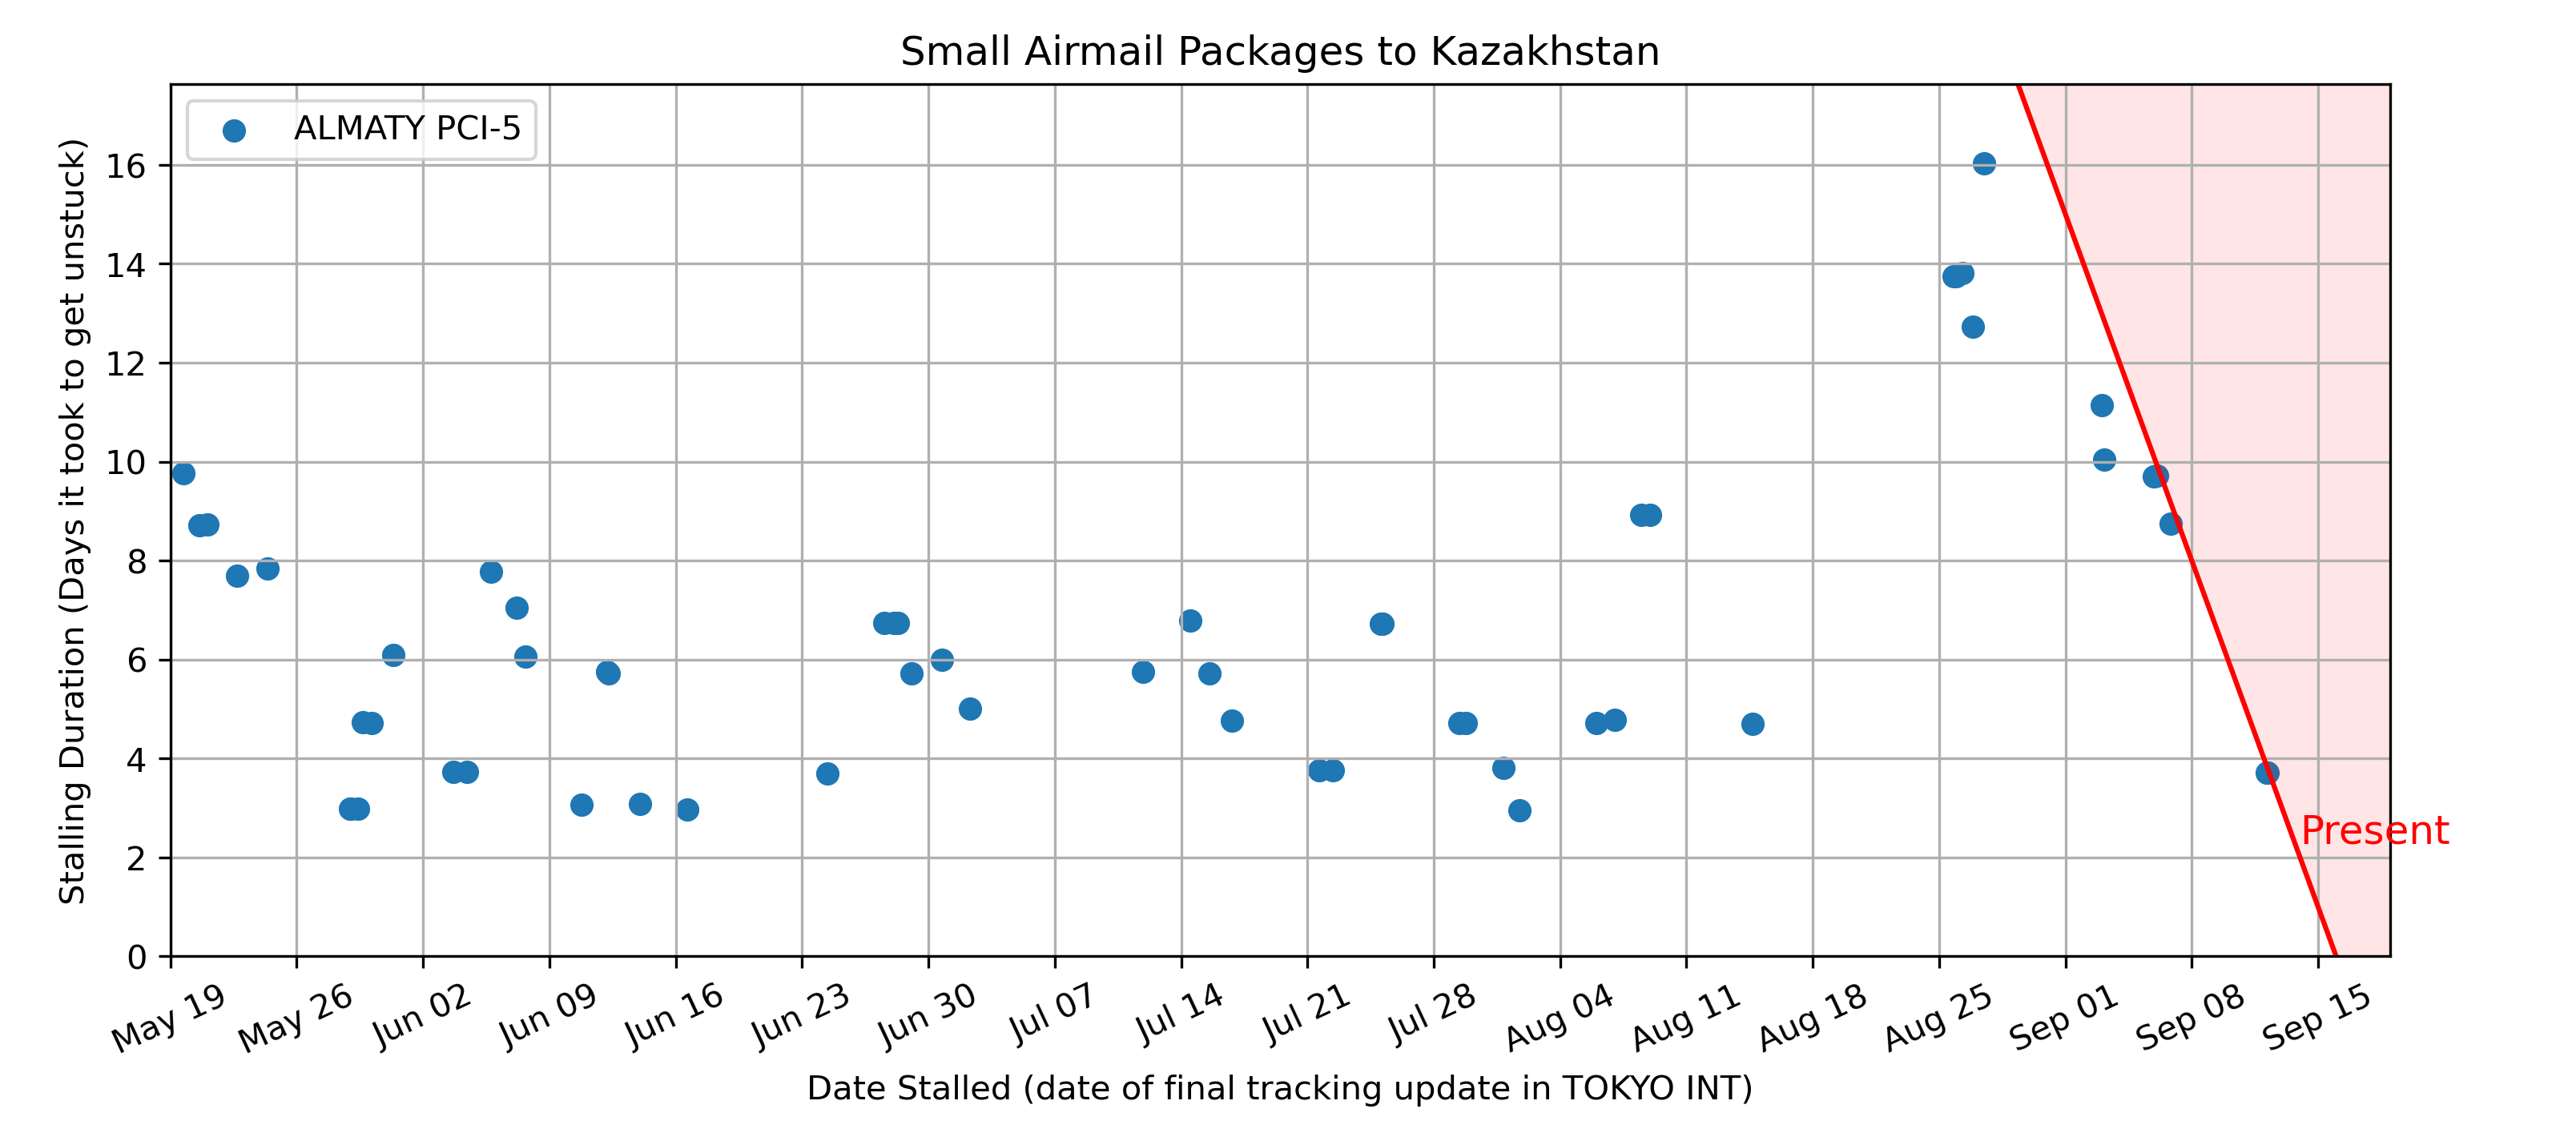 Small Airmail Packages to Kazakhstan
ALMATY PCI-5
Stalling Duration (Days it took to get unstuck)
16
14
12
10
8
6
4
2
0
Present
May 19
May 26
Jun 02
Jun 09
Jun 16
Jun 23
Jun 30
Jul 07
Jul 14
Jul 21
Jul 28
Aug 04
Aug 11
Aug 18
Aug 25
Sep 01
Sep 08
Sep 15
Date Stalled (date of final tracking update in TOKYO INT)